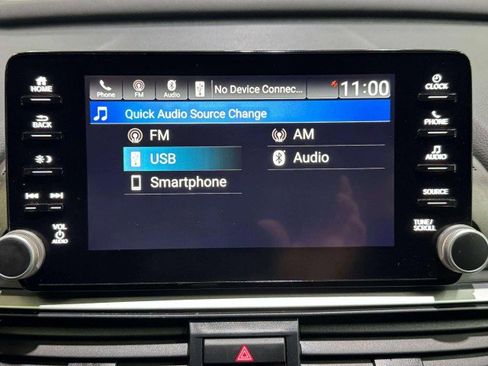 Phone FM Audio No Device Connec... 11:00
Quick Audio Source Change
FM AM
USB Audio
Smartphone
HOME
BACK
VOL
AUDIO
CLOCK
PHONE
AUDIO
SOURCE
TUNE/
SCROLL